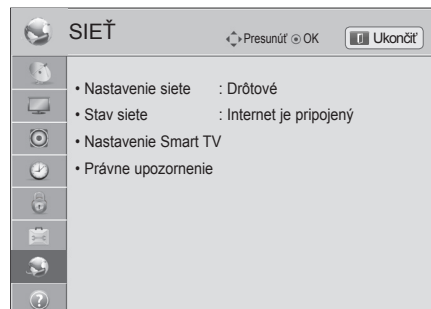 SIEŤ
Presunúť OK
Ukončiť
• Nastavenie siete : Drôtové
• Stav siete : Internet je pripojený
• Nastavenie Smart TV
• Právne upozornenie